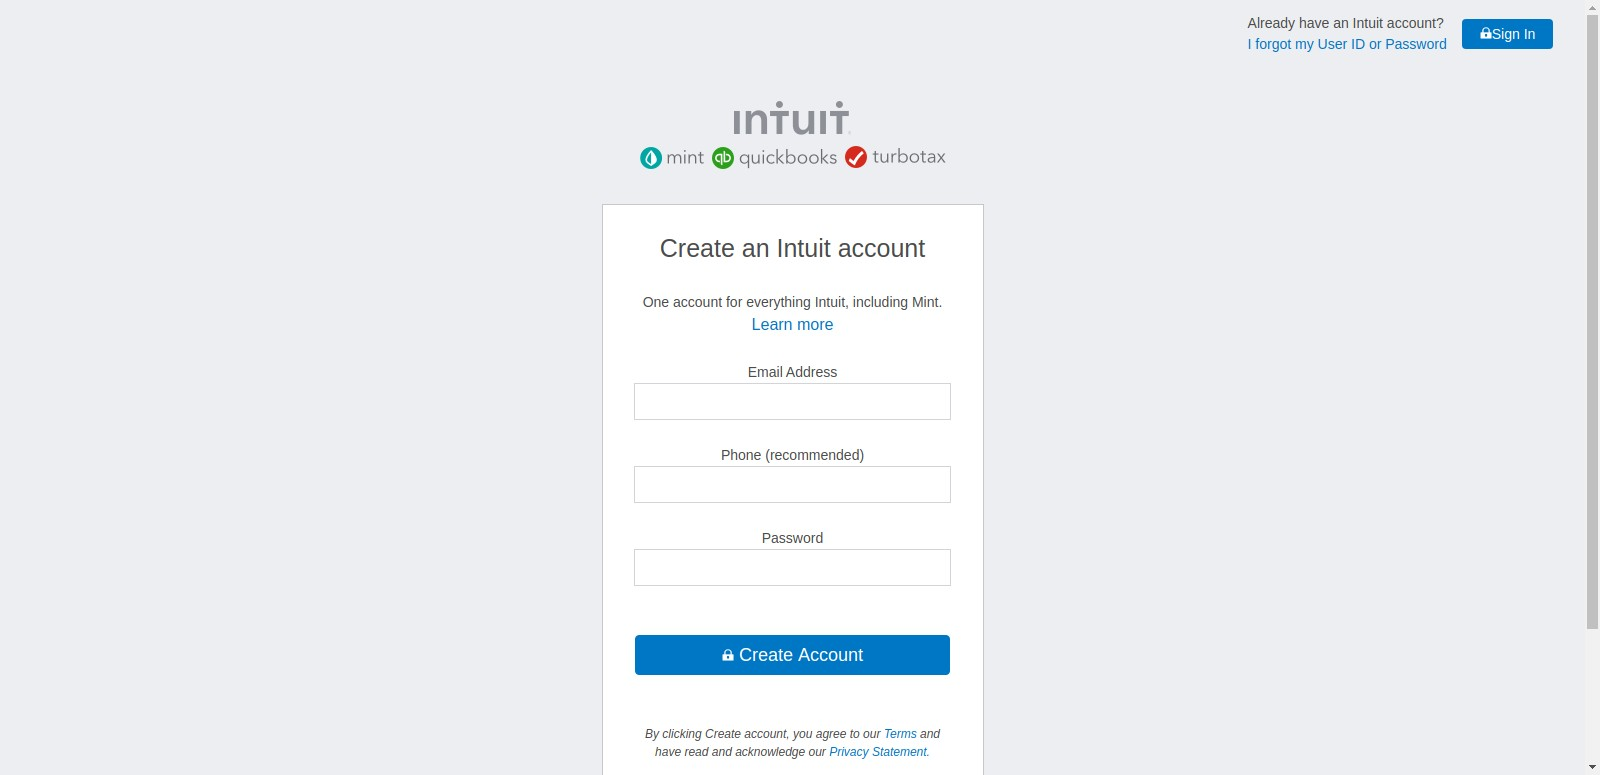 Already have an Intuit account?
I forgot my User ID or Password
Sign In
intuit
mint quickbooks turbotax
Create an Intuit account
One account for everything Intuit, including Mint.
Learn more
Email Address
Phone (recommended)
Password
Create Account
By clicking Create account, you agree to our Terms and
have read and acknowledge our Privacy Statement.